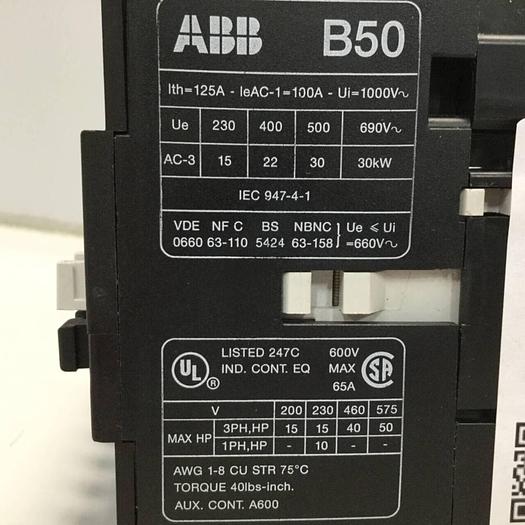 ABB B50
Ith=125A - IeAC-1=100A - Ui=1000V~
Ue 230 400 500 690V~
AC-3 15 22 30 30kW
IEC 947-4-1
VDE NF C BS NBNC Ue ≤ Ui
0660 63-110 5424 63-158 =660V~
UL ® LISTED 247C 600V SA
IND. CONT. EQ MAX
65A
V 200 230 460 575
MAX HP 3PH,HP 15 15 40 50
1PH,HP - 10 - -
AWG 1-8 CU STR 75°C
TORQUE 40lbs-inch.
AUX. CONT. A600